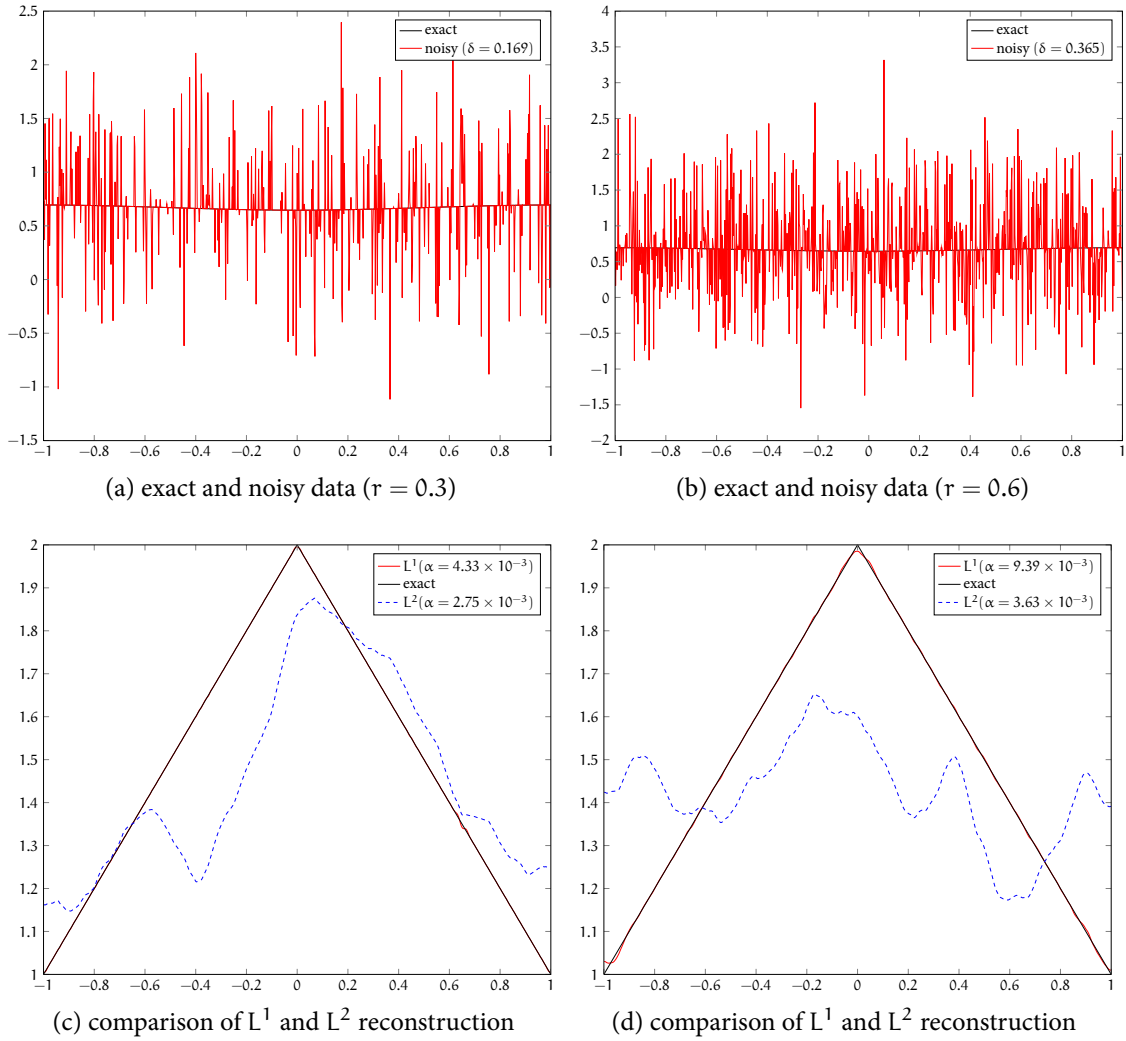 2.5
2
1.5
1
0.5
0
−0.5
−1
−1.5
−1 −0.8 −0.6 −0.4 −0.2 0 0.2 0.4 0.6 0.8 1
exact
noisy (δ = 0.169)
(a) exact and noisy data (r = 0.3)
4
3.5
3
2.5
2
1.5
1
0.5
0
−0.5
−1
−1.5
−2
−1 −0.8 −0.6 −0.4 −0.2 0 0.2 0.4 0.6 0.8 1
exact
noisy (δ = 0.365)
(b) exact and noisy data (r = 0.6)
2
1.9
1.8
1.7
1.6
1.5
1.4
1.3
1.2
1.1
1
−1 −0.8 −0.6 −0.4 −0.2 0 0.2 0.4 0.6 0.8 1
L¹(α = 4.33 × 10⁻³)
exact
L²(α = 2.75 × 10⁻³)
(c) comparison of L¹ and L² reconstruction
2
1.9
1.8
1.7
1.6
1.5
1.4
1.3
1.2
1.1
1
−1 −0.8 −0.6 −0.4 −0.2 0 0.2 0.4 0.6 0.8 1
L¹(α = 9.39 × 10⁻³)
exact
L²(α = 3.63 × 10⁻³)
(d) comparison of L¹ and L² reconstruction